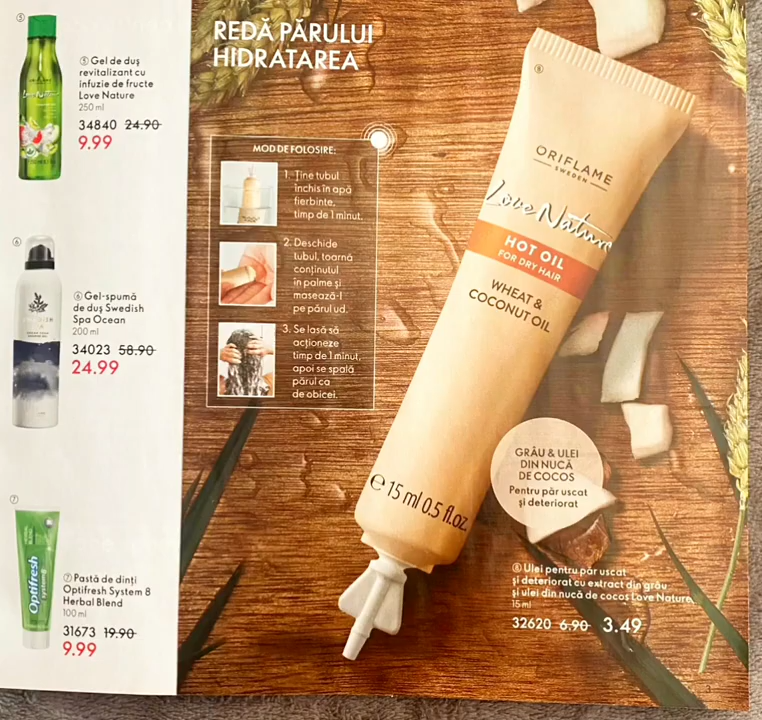 ⑤
⑤ Gel de duș
revitalizant cu
infuzie de fructe
Love Nature
250 ml
34840 24.90
9.99
⑥
⑥ Gel-spumă
de duș Swedish
Spa Ocean
200 ml
34023 58.90
24.99
⑦
Optifresh
system 8
⑦ Pastă de dinți
Optifresh System 8
Herbal Blend
100 ml
31673 19.90
9.99
REDĂ PĂRULUI
HIDRATAREA
MOD DE FOLOSIRE:
1. Ține tubul
închis în apă
fierbinte,
timp de 1 minut.
2. Deschide
tubul, toarnă
conținutul
în palme și
masează-l
pe părul ud.
3. Se lasă să
acționeze
timp de 1 minut,
apoi se spală
părul ca
de obicei.
⑧
ORIFLAME
SWEDEN
Love Nature
HOT OIL
FOR DRY HAIR
WHEAT &
COCONUT OIL
e 15 ml 0.5 fl.oz.
GRÂU & ULEI
DIN NUCĂ
DE COCOS
Pentru păr uscat
și deteriorat
⑧ Ulei pentru păr uscat
și deteriorat cu extract din grâu
și ulei din nucă de cocos Love Nature
15 ml
32620 6.90 3.49